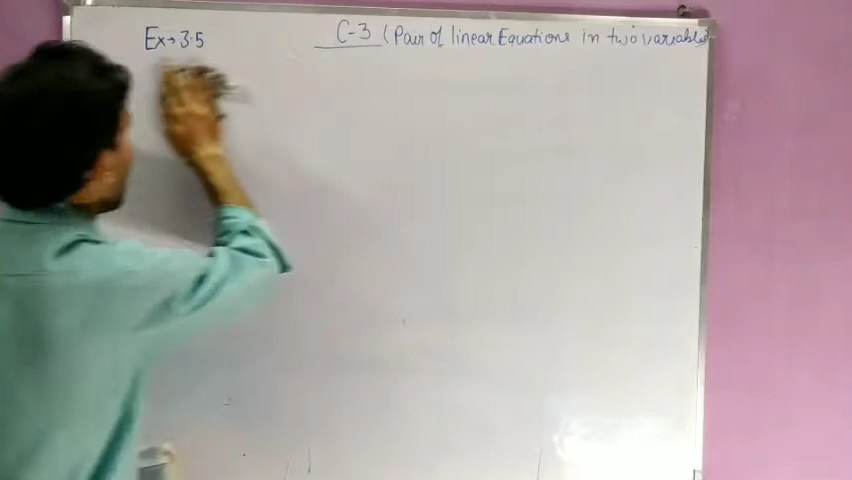 Ex→3.5
C-3 (Pair of linear Equations in two variables)